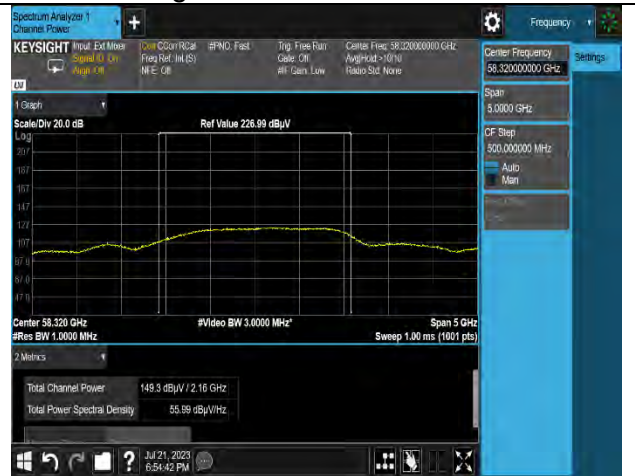 Spectrum Analyzer 1
Channel Power
+
Frequency
KEYSIGHT Input: Ext Mixer
Signal ID: On
Align: Off
Corr CCorr RCal
Freq Ref: Int (S)
NFE: Off
#PNO: Fast
Trig: Free Run
Gate: Off
#IF Gain: Low
Center Freq: 58.320000000 GHz
Avg|Hold:>10/10
Radio Std: None
Center Frequency
58.320000000 GHz
Settings
Span
5.0000 GHz
CF Step
500.000000 MHz
Auto
Man
1 Graph
Scale/Div 20.0 dB
Ref Value 226.99 dBµV
Log
207
187
167
147
127
107
87.0
67.0
47.0
Center 58.320 GHz
#Video BW 3.0000 MHz*
Span 5 GHz
#Res BW 1.0000 MHz
Sweep 1.00 ms (1001 pts)
2 Metrics
Total Channel Power
149.3 dBµV / 2.16 GHz
Total Power Spectral Density
55.99 dBµV/Hz
?
Jul 21, 2023
6:54:42 PM